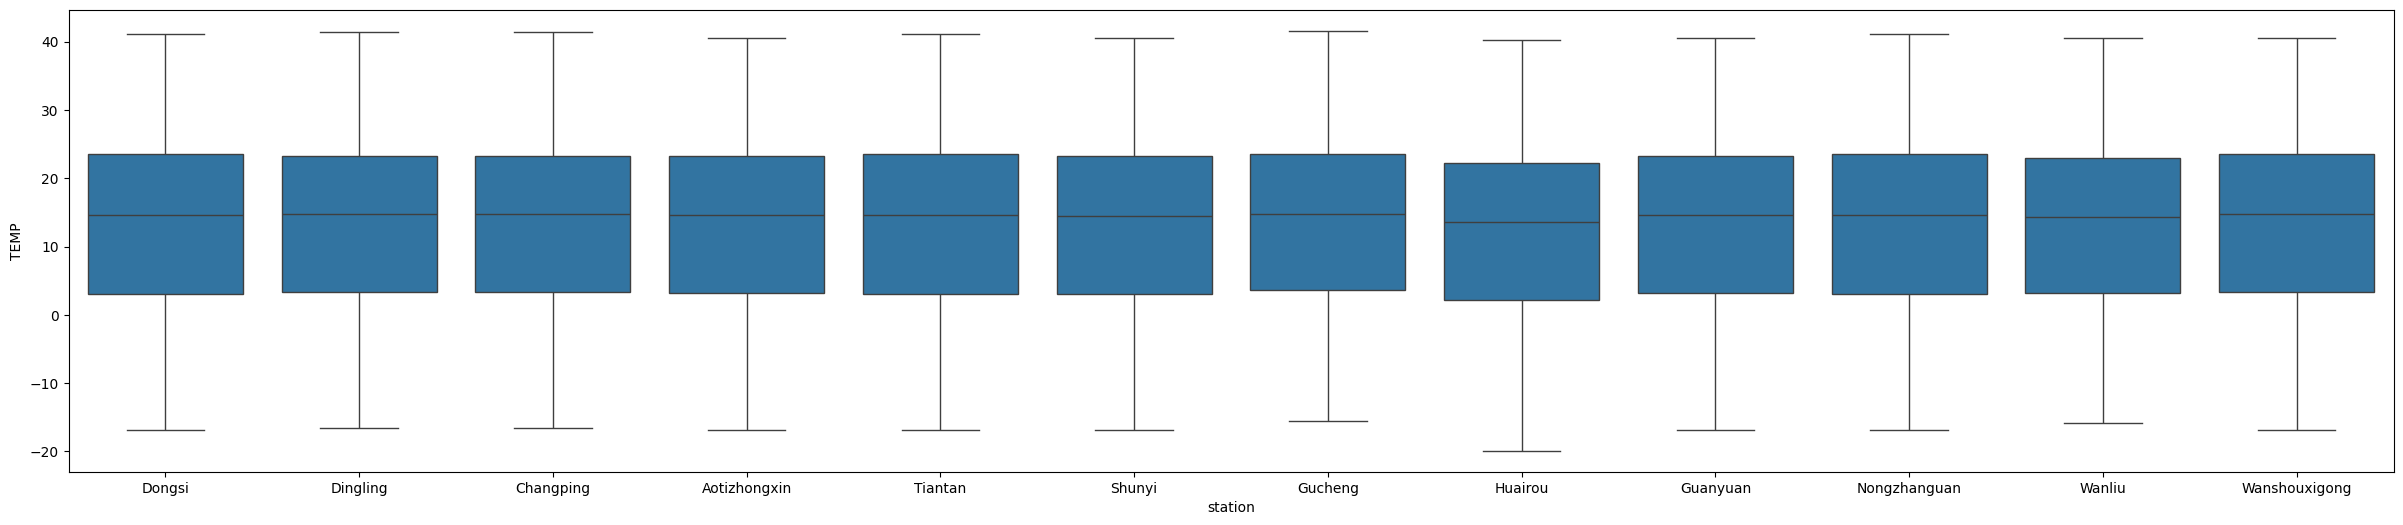 TEMP
40
30
20
10
0
−10
−20
Dongsi Dingling Changping Aotizhongxin Tiantan Shunyi Gucheng Huairou Guanyuan Nongzhanguan Wanliu Wanshouxigong
station